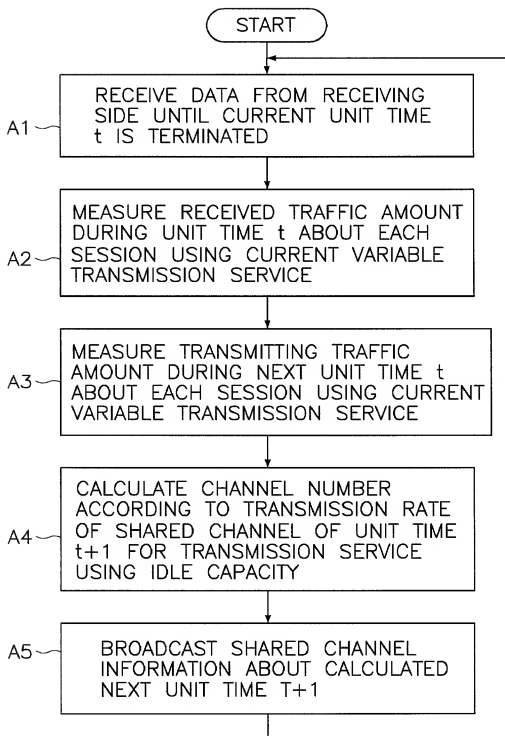 START
A1
RECEIVE DATA FROM RECEIVING
SIDE UNTIL CURRENT UNIT TIME
t IS TERMINATED
A2
MEASURE RECEIVED TRAFFIC AMOUNT
DURING UNIT TIME t ABOUT EACH
SESSION USING CURRENT VARIABLE
TRANSMISSION SERVICE
A3
MEASURE TRANSMITTING TRAFFIC
AMOUNT DURING NEXT UNIT TIME t
ABOUT EACH SESSION USING CURRENT
VARIABLE TRANSMISSION SERVICE
A4
CALCULATE CHANNEL NUMBER
ACCORDING TO TRANSMISSION RATE
OF SHARED CHANNEL OF UNIT TIME
t+1 FOR TRANSMISSION SERVICE
USING IDLE CAPACITY
A5
BROADCAST SHARED CHANNEL
INFORMATION ABOUT CALCULATED
NEXT UNIT TIME T+1